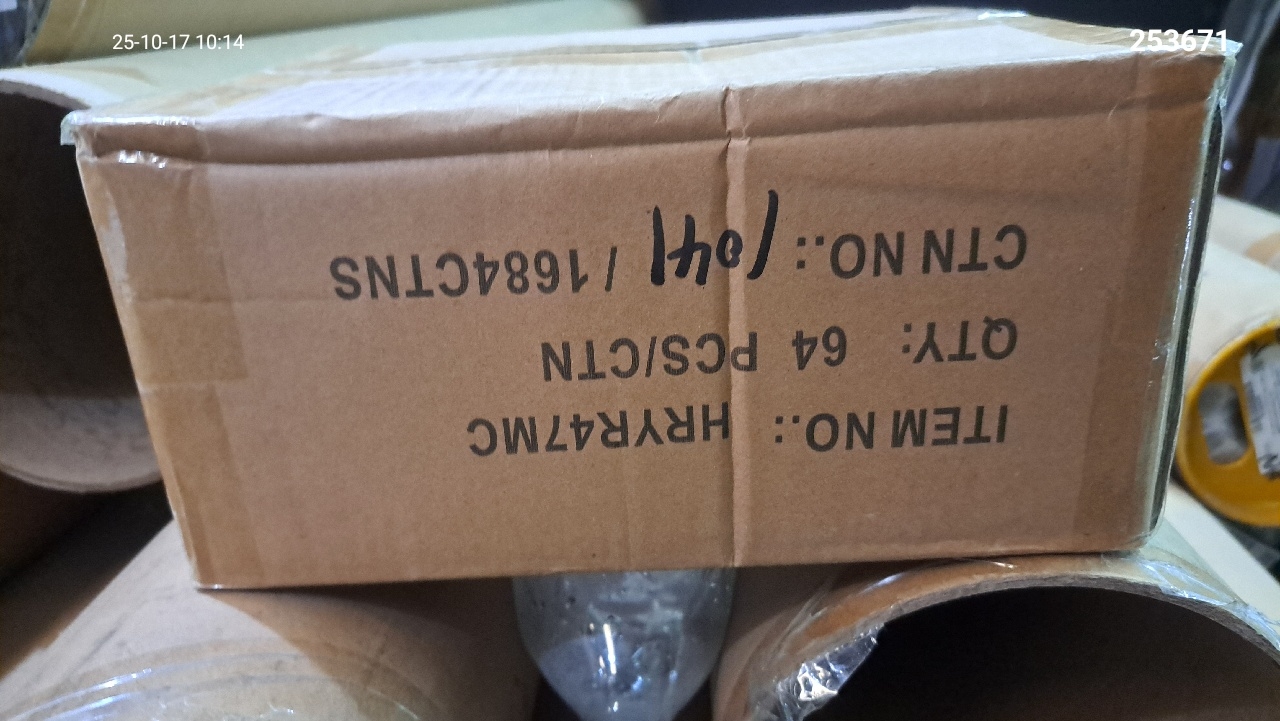 25-10-17 10:14
253671
ITEM NO.: HRYR47MC
QTY: 64 PCS/CTN
CTN NO.: 1041 / 1684CTNS